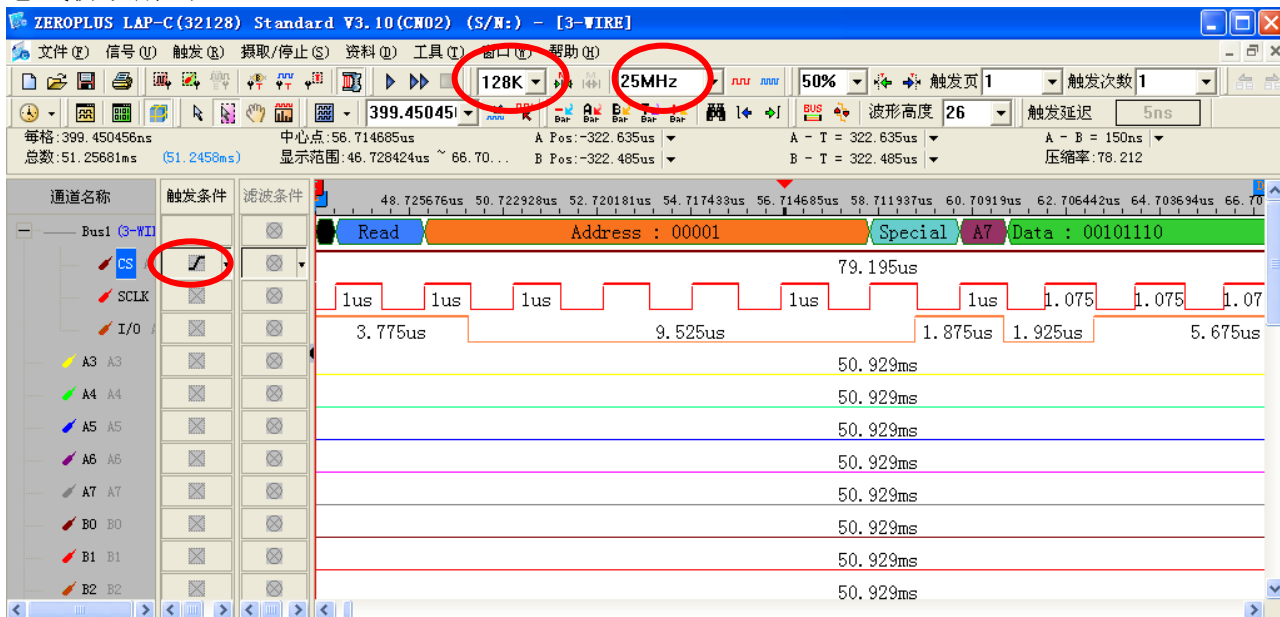 ZEROPLUS LAP-C(32128) Standard V3.10(CN02) (S/N:) - [3-WIRE]
文件(F) 信号(U) 触发(R) 摄取/停止(S) 资料(D) 工具(T) 窗口(W) 帮助(H)
128K 25MHz 50% 触发页 1 触发次数 1
399.45045 Bar Bar Bar Bar Bar BUS 波形高度 26 触发延迟 5ns
每格:399.450456ns 中心点:56.714685us A Pos:-322.635us A - T = 322.635us A - B = 150ns
总数:51.25681ms (51.2458ms) 显示范围:46.728424us ~ 66.70... B Pos:-322.485us B - T = 322.485us 压缩率:78.212
通道名称 触发条件 滤波条件 48.725676us 50.722928us 52.720181us 54.717433us 56.714685us 58.711937us 60.70919us 62.706442us 64.703694us 66.70
Bus1 (3-WI Read Address : 00001 Special A7 Data : 00101110
CS 79.195us
SCLK 1us 1us 1us 1us 1us 1.075 1.075 1.07
I/O 3.775us 9.525us 1.875us 1.925us 5.675us
A3 A3 50.929ms
A4 A4 50.929ms
A5 A5 50.929ms
A6 A6 50.929ms
A7 A7 50.929ms
B0 B0 50.929ms
B1 B1 50.929ms
B2 B2 50.929ms